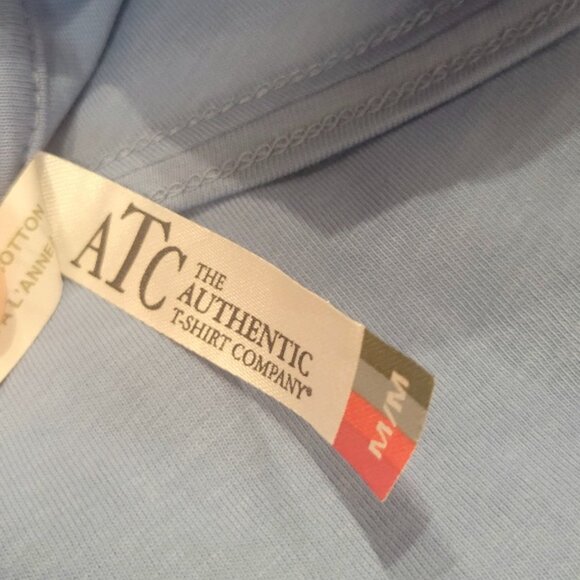 ATC
THE
AUTHENTIC
T-SHIRT COMPANY®
M/M
COTTON
L'ANNE